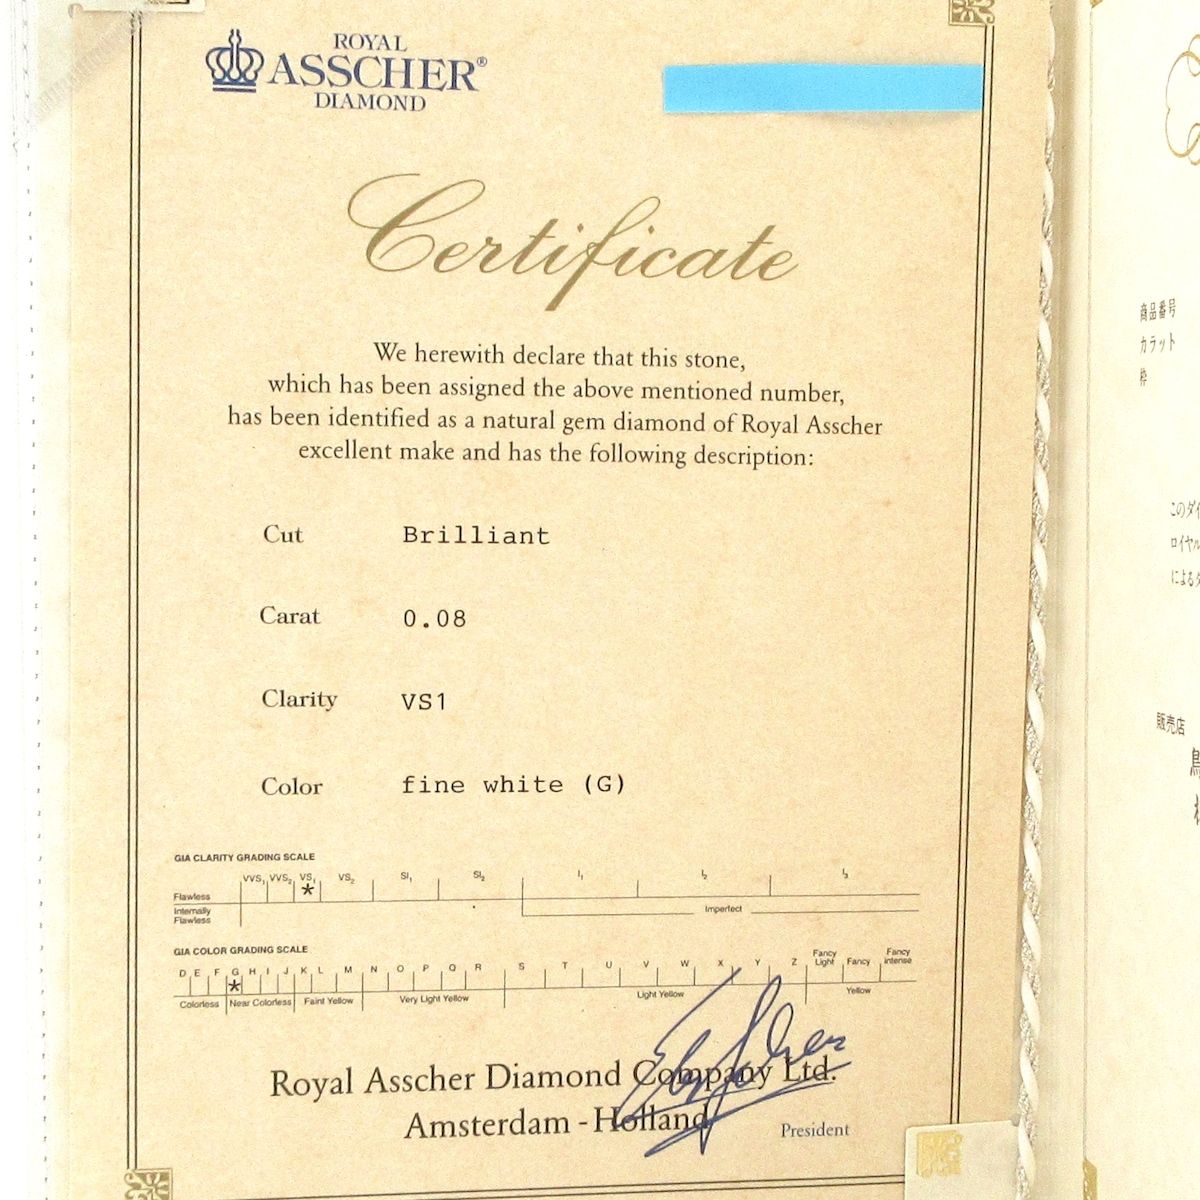 ROYAL
ASSCHER®
DIAMOND
Certificate
We herewith declare that this stone,
which has been assigned the above mentioned number,
has been identified as a natural gem diamond of Royal Asscher
excellent make and has the following description:
Cut Brilliant
Carat 0.08
Clarity VS1
Color fine white (G)
GIA CLARITY GRADING SCALE
VVS1 VVS2 VS1 VS2 SI1 SI2 I1 I2 I3
*
Flawless
Internally
Flawless
Imperfect
GIA COLOR GRADING SCALE
D E F G H I J K L M N O P Q R S T U V W X Y Z Fancy Light Fancy Fancy Intense
*
Colorless Near Colorless Faint Yellow Very Light Yellow Light Yellow Yellow
Royal Asscher Diamond Company Ltd.
Amsterdam - Holland
President
商品番号
カラット
枠
このダイ
ロイヤル
によるダ
販売店
鳥